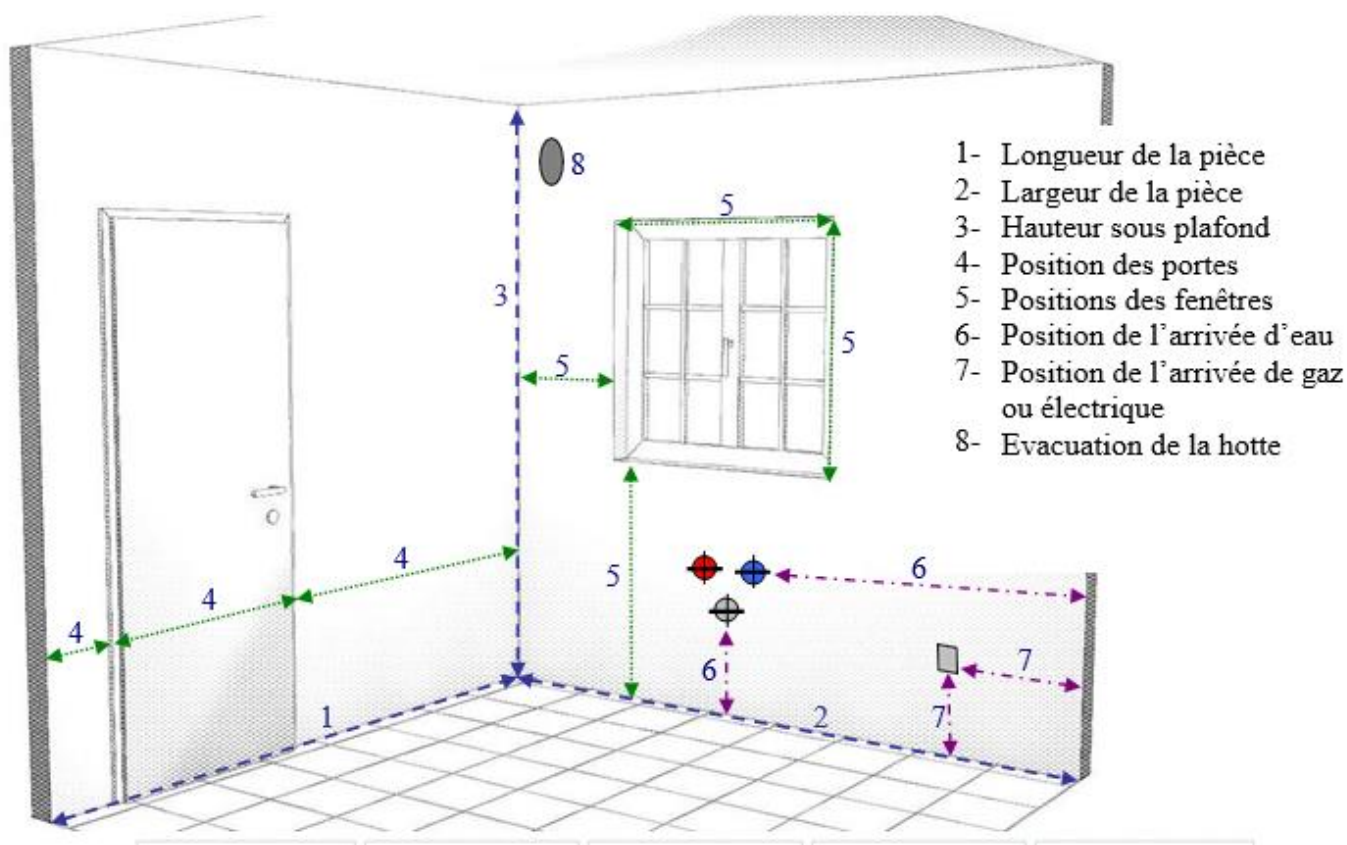 8
5
3
5
5
4
4
4
5
6
6
7
7
1
2
1- Longueur de la pièce
2- Largeur de la pièce
3- Hauteur sous plafond
4- Position des portes
5- Positions des fenêtres
6- Position de l’arrivée d’eau
7- Position de l’arrivée de gaz
ou électrique
8- Evacuation de la hotte